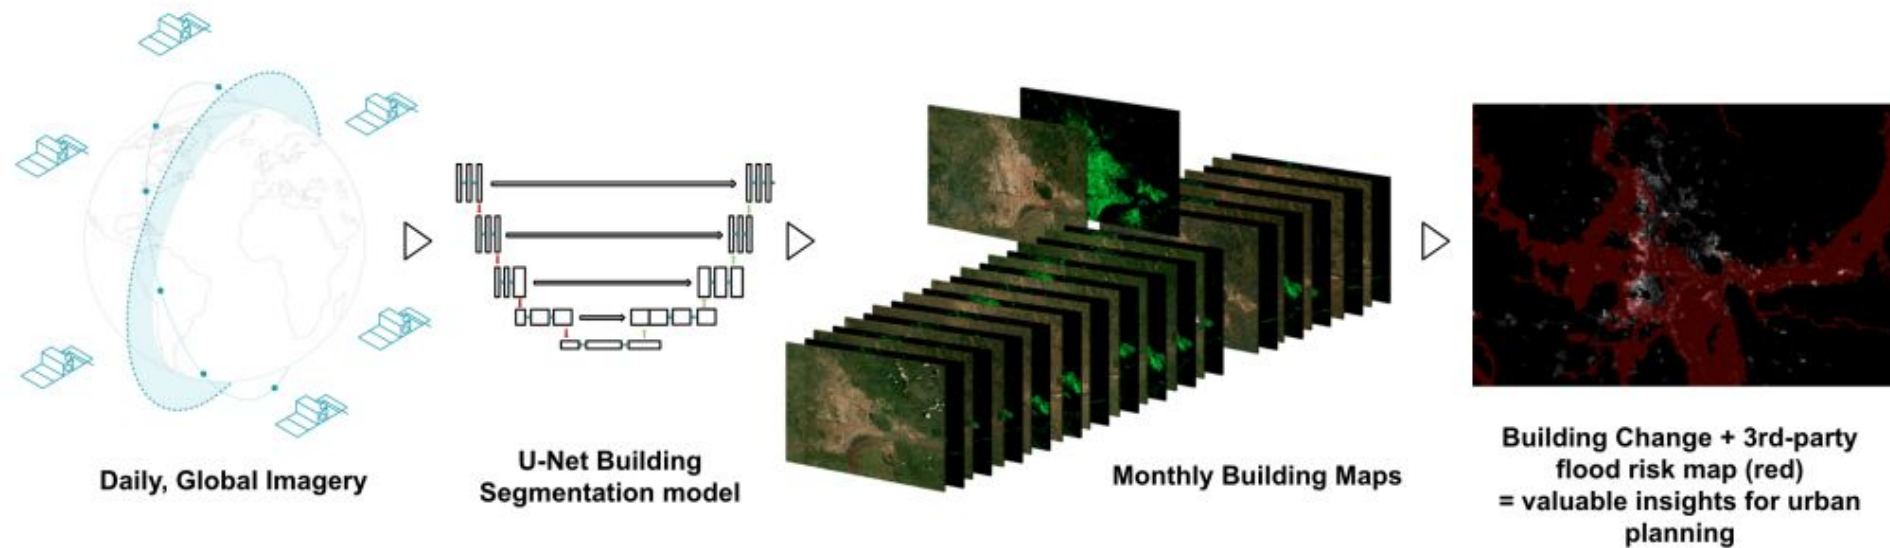 Daily, Global Imagery
U-Net Building
Segmentation model
Monthly Building Maps
Building Change + 3rd-party
flood risk map (red)
= valuable insights for urban
planning